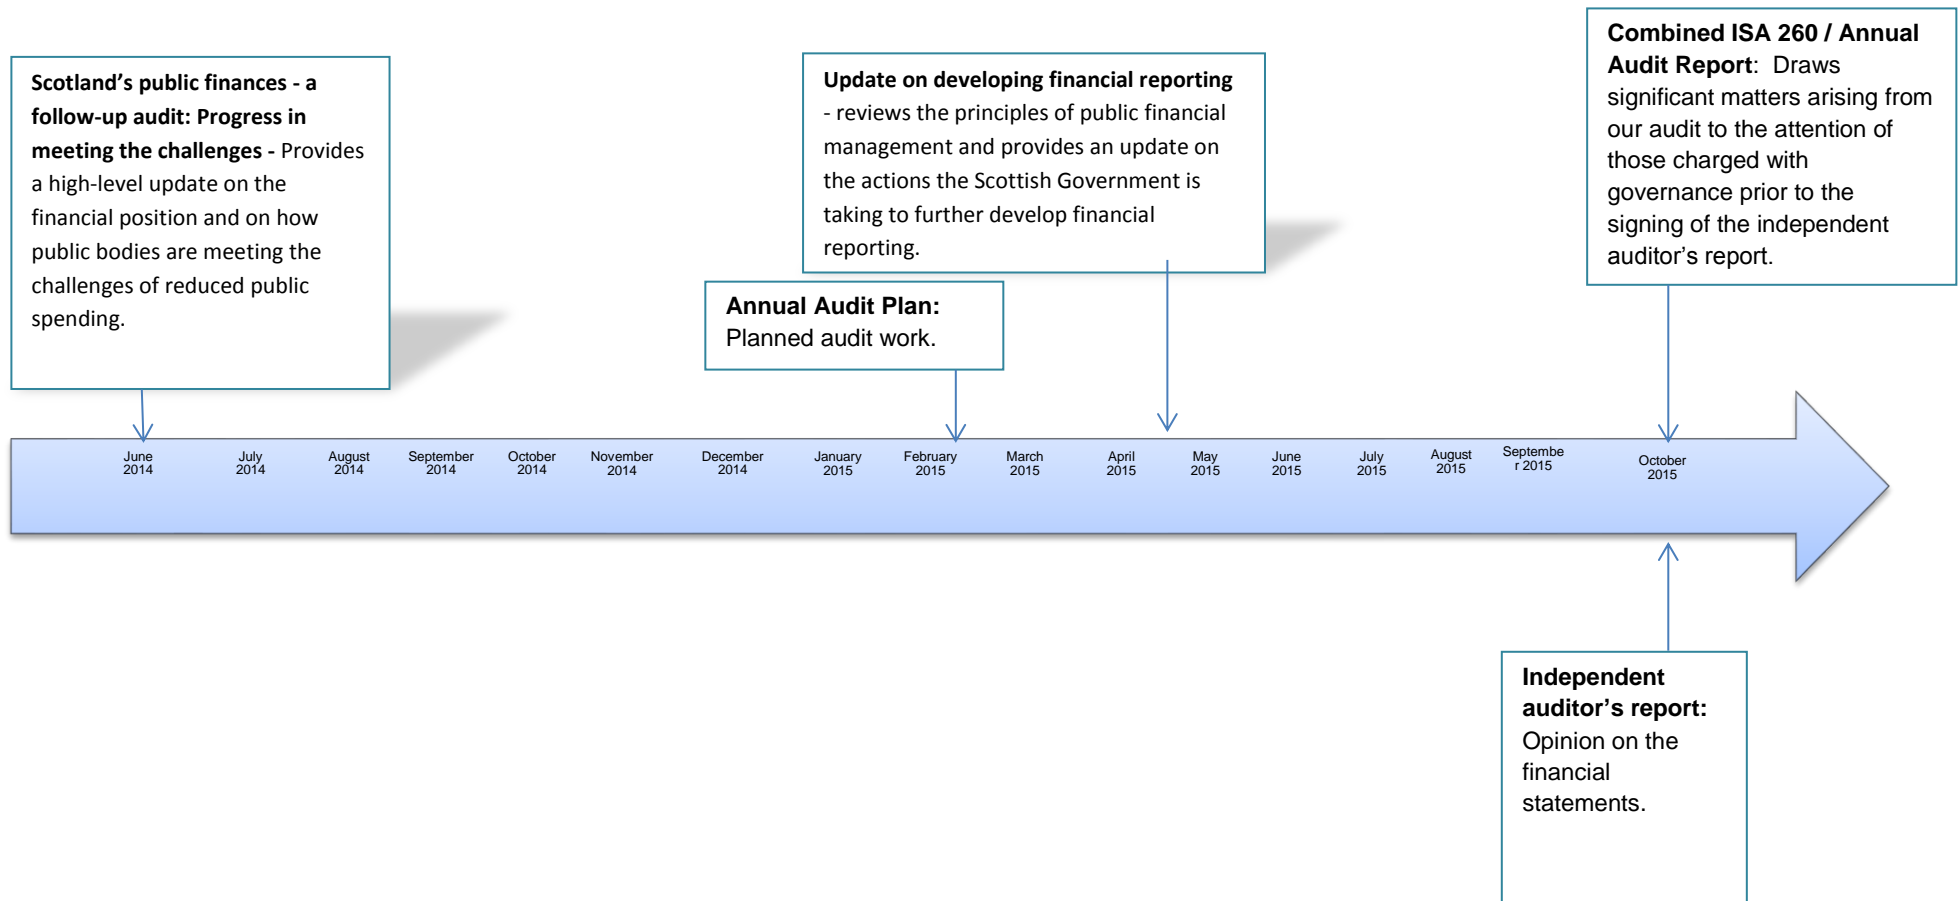 Scotland’s public finances - a
follow-up audit: Progress in
meeting the challenges - Provides
a high-level update on the
financial position and on how
public bodies are meeting the
challenges of reduced public
spending.
Update on developing financial reporting
- reviews the principles of public financial
management and provides an update on
the actions the Scottish Government is
taking to further develop financial
reporting.
Combined ISA 260 / Annual
Audit Report:  Draws
significant matters arising from
our audit to the attention of
those charged with
governance prior to the
signing of the independent
auditor’s report.
Annual Audit Plan:
Planned audit work.
June
2014
July
2014
August
2014
September
2014
October
2014
November
2014
December
2014
January
2015
February
2015
March
2015
April
2015
May
2015
June
2015
July
2015
August
2015
Septembe
r 2015
October
2015
Independent
auditor’s report:
Opinion on the
financial
statements.